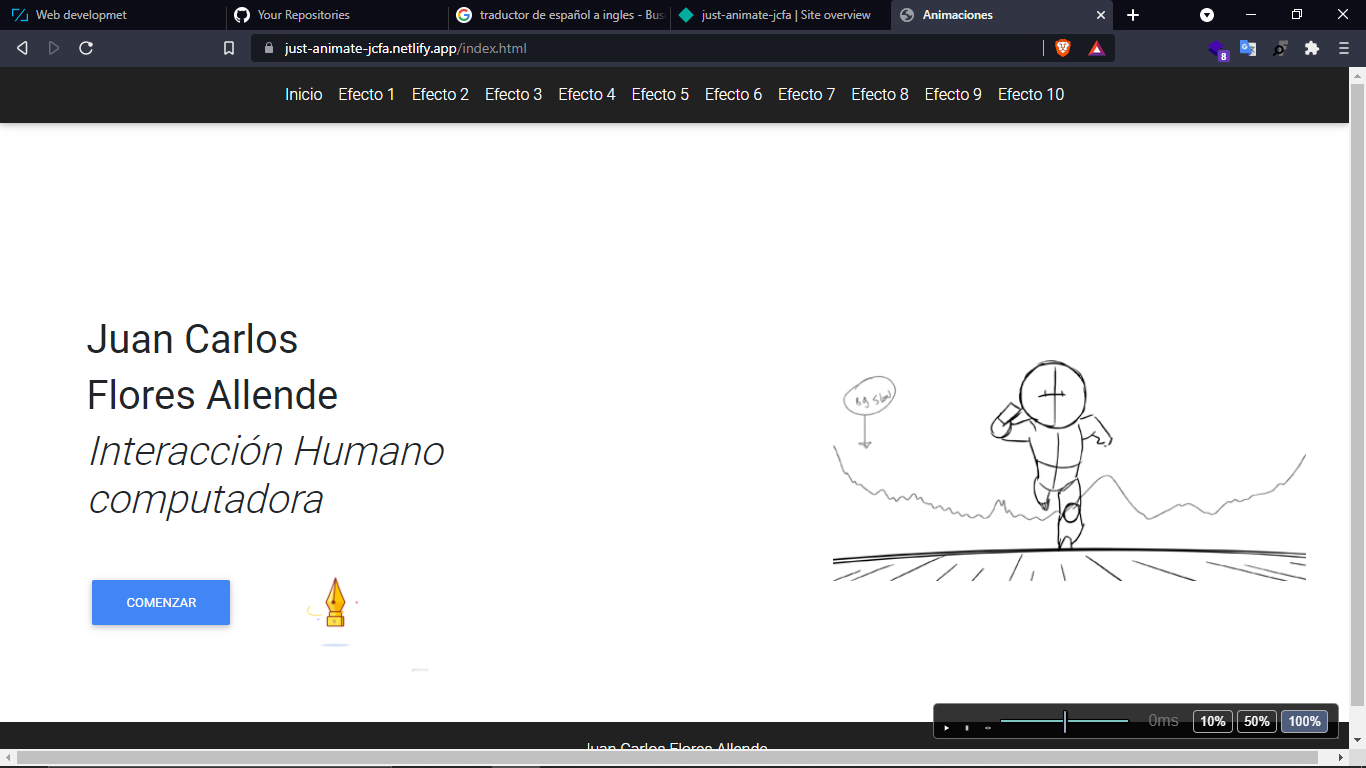 Web developmet
Your Repositories
traductor de español a ingles - Bus
just-animate-jcfa | Site overview
Animaciones
just-animate-jcfa.netlify.app/index.html
8
Inicio Efecto 1 Efecto 2 Efecto 3 Efecto 4 Efecto 5 Efecto 6 Efecto 7 Efecto 8 Efecto 9 Efecto 10
Juan Carlos
Flores Allende
Interacción Humano
computadora
COMENZAR
0ms 10% 50% 100%
Juan Carlos Flores Allende